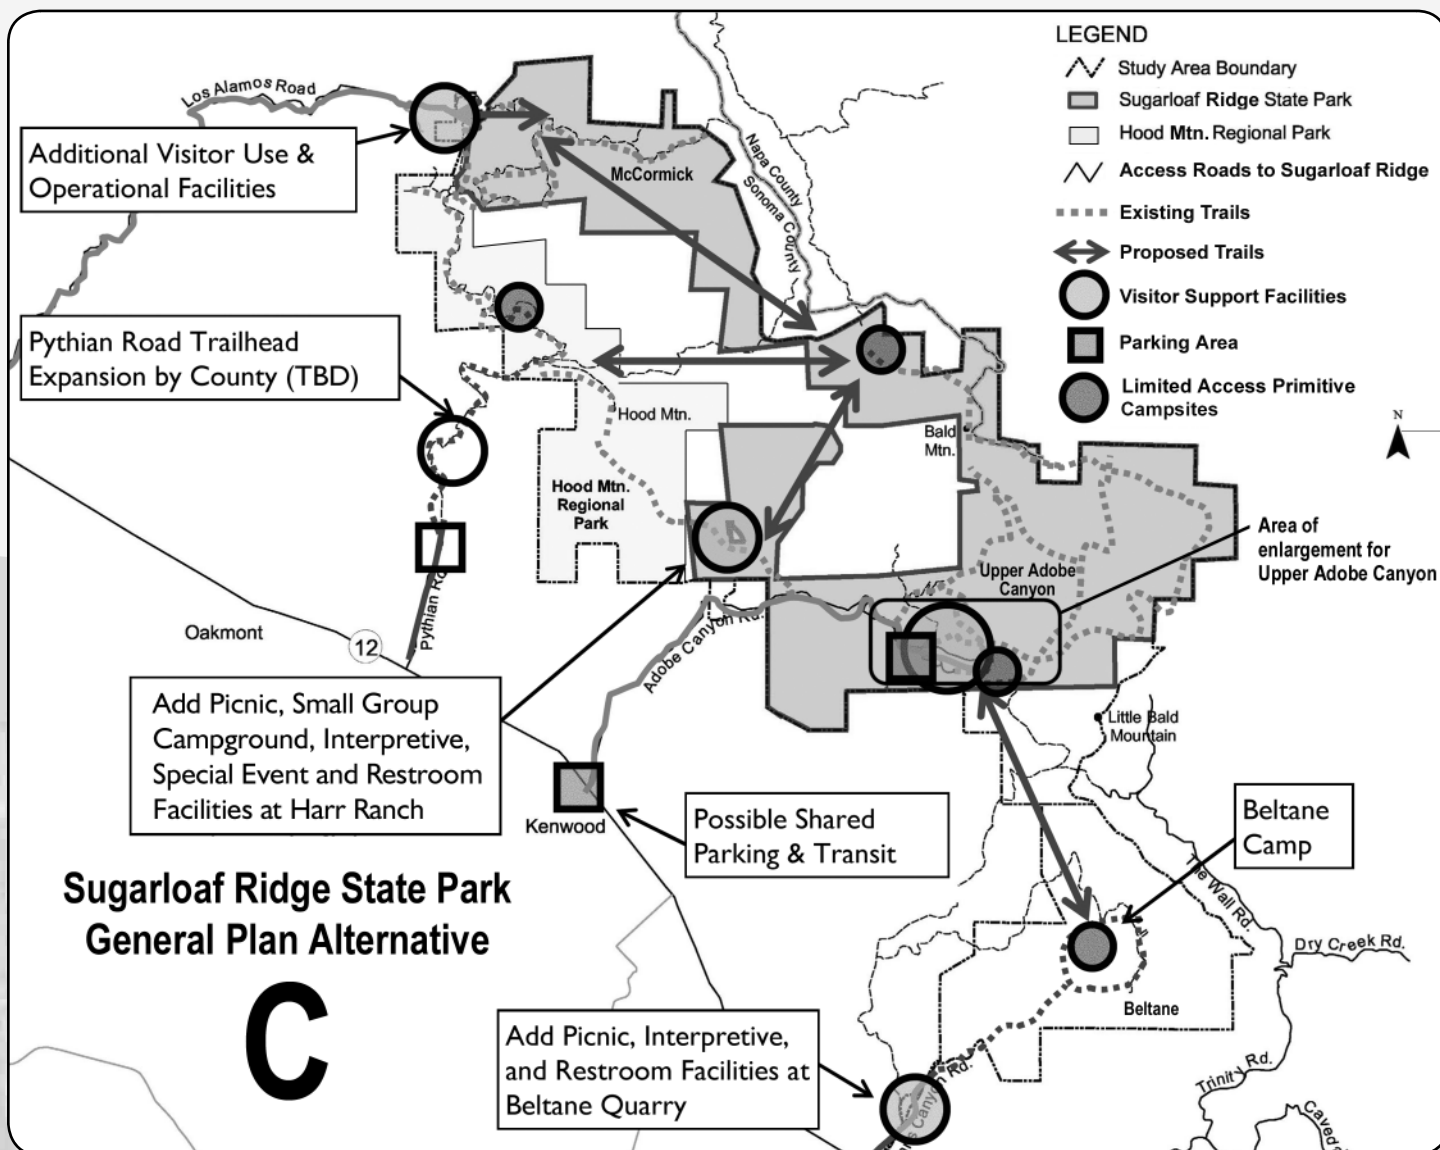 LEGEND
Study Area Boundary
Sugarloaf Ridge State Park
Hood Mtn. Regional Park
Access Roads to Sugarloaf Ridge
Existing Trails
Proposed Trails
Visitor Support Facilities
Parking Area
Limited Access Primitive
Campsites
N
Los Alamos Road
Additional Visitor Use &
Operational Facilities
McCormick
Napa County
Sonoma County
Pythian Road Trailhead
Expansion by County (TBD)
Hood Mtn.
Bald
Mtn.
Hood Mtn.
Regional
Park
Area of
enlargement for
Upper Adobe Canyon
Upper Adobe
Canyon
Pythian Rd
Oakmont
12
Adobe Canyon Rd.
Add Picnic, Small Group
Campground, Interpretive,
Special Event and Restroom
Facilities at Harr Ranch
Little Bald
Mountain
Kenwood
Possible Shared
Parking & Transit
Beltane
Camp
The Wall Rd.
Dry Creek Rd.
Sugarloaf Ridge State Park
General Plan Alternative
C
Beltane
Add Picnic, Interpretive,
and Restroom Facilities at
Beltane Quarry
Canyon Rd.
Trinity Rd.